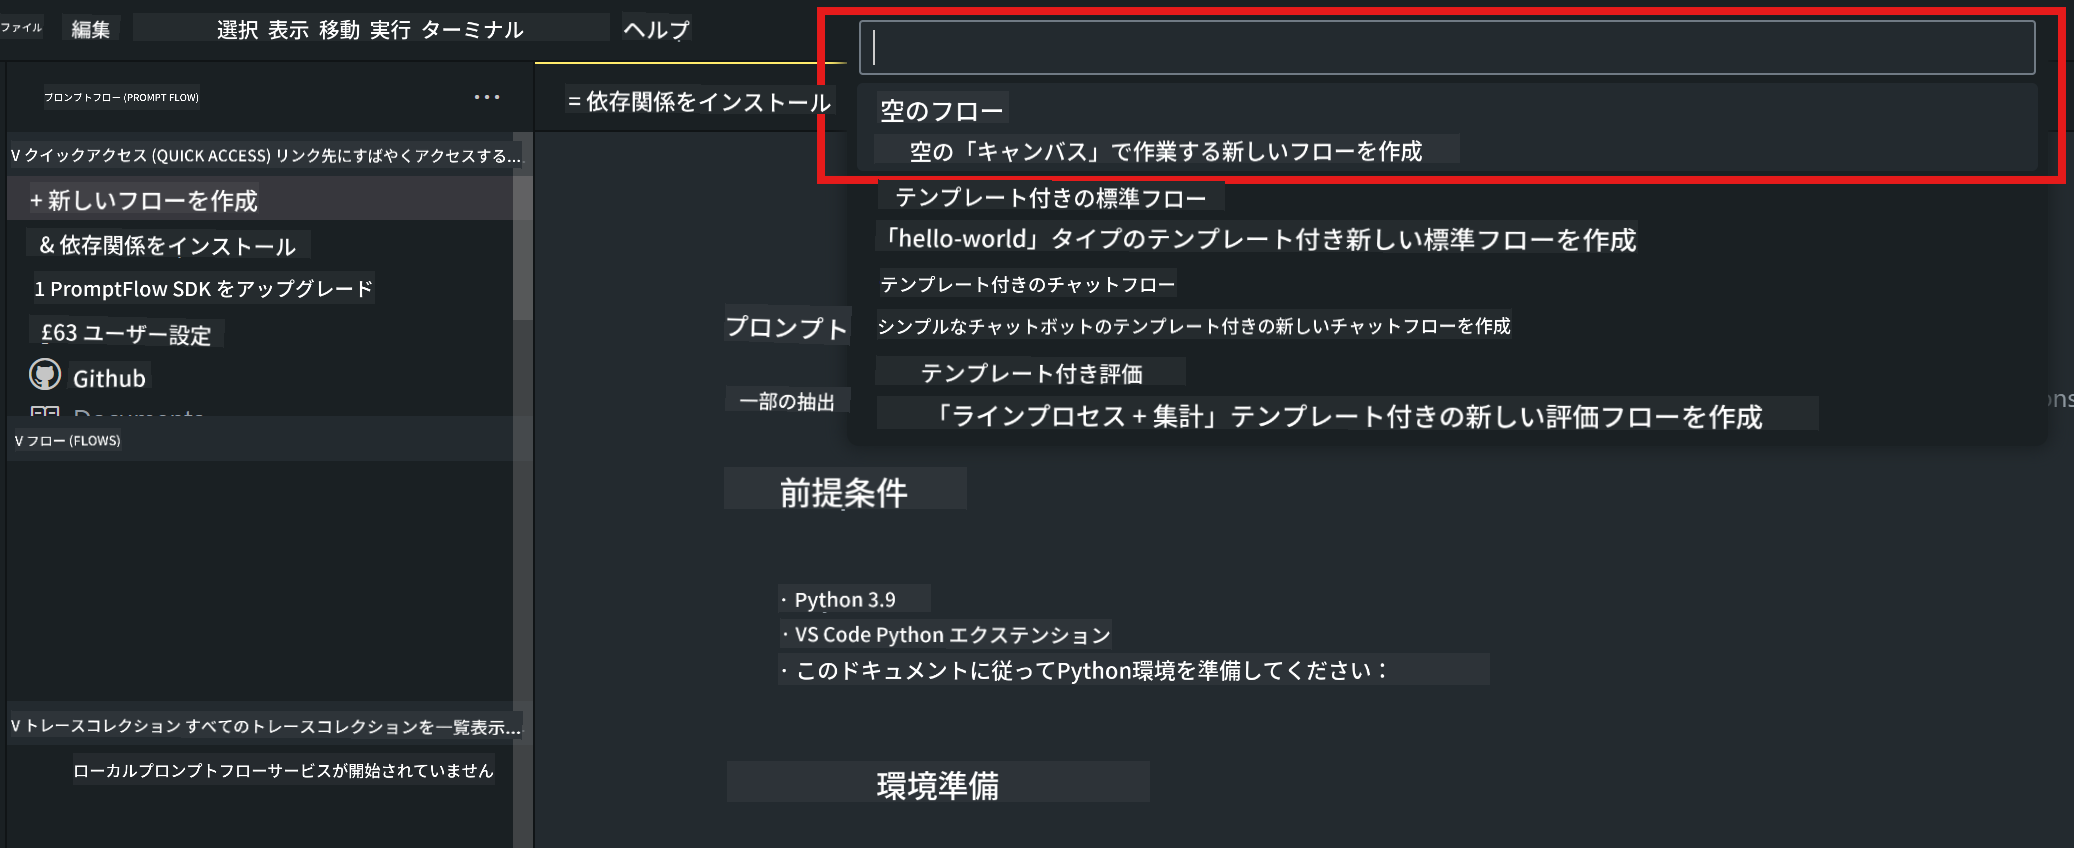 ファイル 編集 選択 表示 移動 実行 ターミナル ヘルプ
プロンプトフロー (PROMPT FLOW)
V クイックアクセス (QUICK ACCESS) リンク先にすばやくアクセスする...
+ 新しいフローを作成
& 依存関係をインストール
1 PromptFlow SDK をアップグレード
£63 ユーザー設定
Github
Documents
V フロー (FLOWS)
V トレースコレクション すべてのトレースコレクションを一覧表示...
ローカルプロンプトフローサービスが開始されていません
= 依存関係をインストール
空のフロー
空の「キャンバス」で作業する新しいフローを作成
テンプレート付きの標準フロー
「hello-world」タイプのテンプレート付き新しい標準フローを作成
テンプレート付きのチャットフロー
シンプルなチャットボットのテンプレート付きの新しいチャットフローを作成
テンプレート付き評価
「ラインプロセス + 集計」テンプレート付きの新しい評価フローを作成
プロンプト
一部の抽出
前提条件
· Python 3.9
· VS Code Python エクステンション
· このドキュメントに従ってPython環境を準備してください：
環境準備